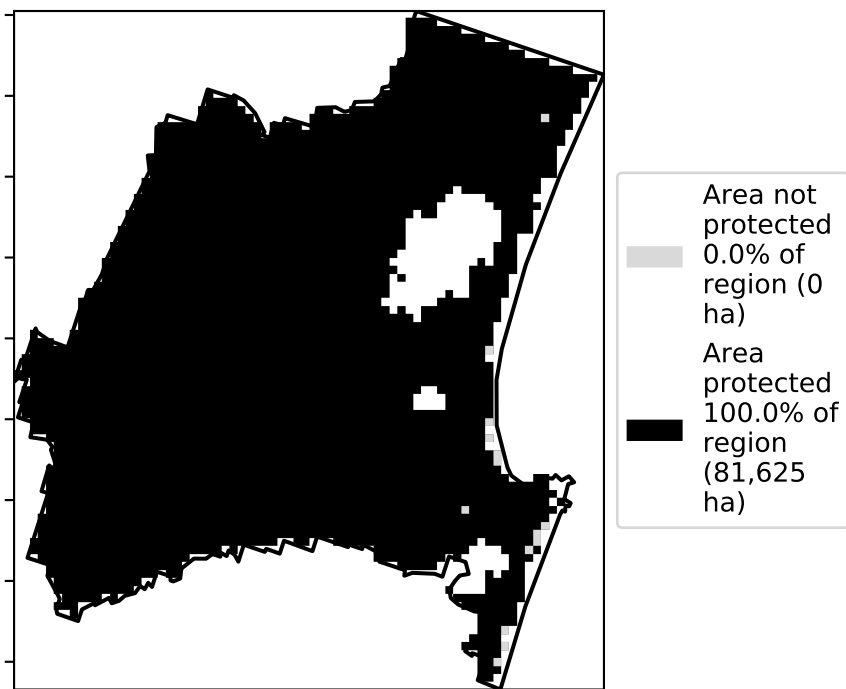 Area not
protected
0.0% of
region (0
ha)
Area
protected
100.0% of
region
(81,625
ha)